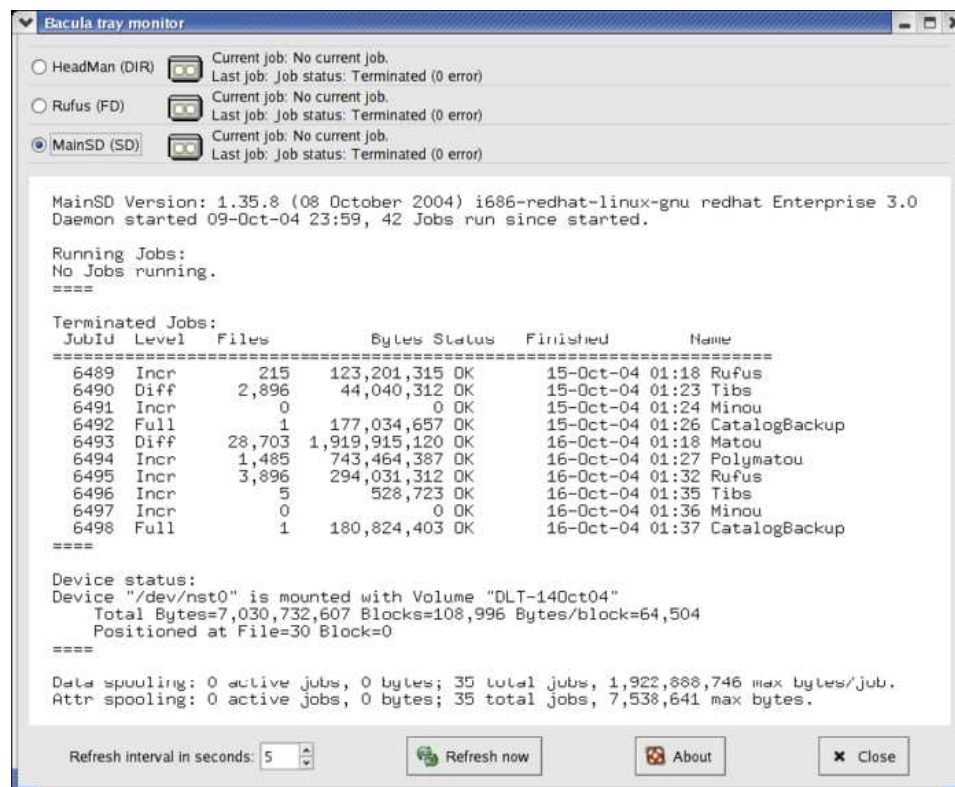 Bacula tray monitor
HeadMan (DIR)
Current job: No current job.
Last job: Job status: Terminated (0 error)
Rufus (FD)
Current job: No current job.
Last job: Job status: Terminated (0 error)
MainSD (SD)
Current job: No current job.
Last job: Job status: Terminated (0 error)
MainSD Version: 1.35.8 (08 October 2004) i686-redhat-linux-gnu redhat Enterprise 3.0
Daemon started 09-Oct-04 23:59, 42 Jobs run since started.
Running Jobs:
No Jobs running.
====
Terminated Jobs:
JobId Level Files Bytes Status Finished Name
======================================================================
6489 Incr 215 123,201,315 OK 15-Oct-04 01:18 Rufus
6490 Diff 2,896 44,040,312 OK 15-Oct-04 01:23 Tibs
6491 Incr 0 0 OK 15-Oct-04 01:24 Minou
6492 Full 1 177,034,657 OK 15-Oct-04 01:26 CatalogBackup
6493 Diff 28,703 1,919,915,120 OK 16-Oct-04 01:18 Matou
6494 Incr 1,485 743,464,387 OK 16-Oct-04 01:27 Polymatou
6495 Incr 3,896 294,031,312 OK 16-Oct-04 01:32 Rufus
6496 Incr 5 528,723 OK 16-Oct-04 01:35 Tibs
6497 Incr 0 0 OK 16-Oct-04 01:36 Minou
6498 Full 1 180,824,403 OK 16-Oct-04 01:37 CatalogBackup
====
Device status:
Device "/dev/nst0" is mounted with Volume "DLT-14Oct04"
Total Bytes=7,030,732,607 Blocks=108,996 Bytes/block=64,504
Positioned at File=30 Block=0
====
Data spooling: 0 active jobs, 0 bytes; 35 total jobs, 1,922,888,746 max bytes/job.
Attr spooling: 0 active jobs, 0 bytes; 35 total jobs, 7,538,641 max bytes.
Refresh interval in seconds: 5
Refresh now
About
Close